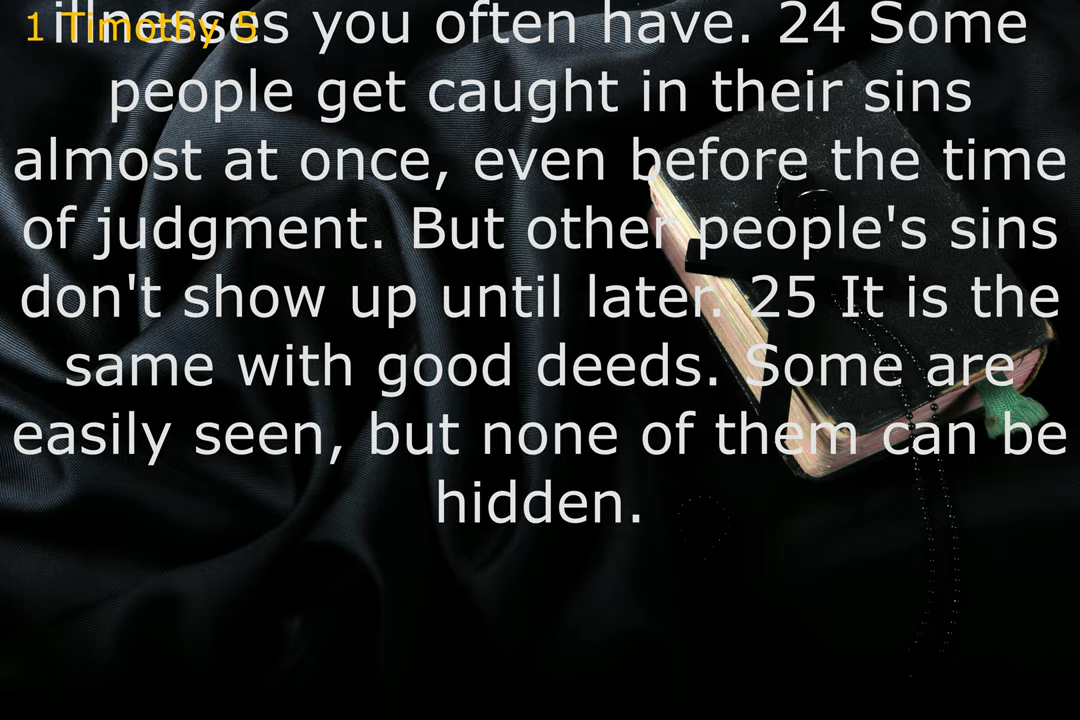 1 Timothy 5
illnesses you often have. 24 Some
people get caught in their sins
almost at once, even before the time
of judgment. But other people's sins
don't show up until later. 25 It is the
same with good deeds. Some are
easily seen, but none of them can be
hidden.